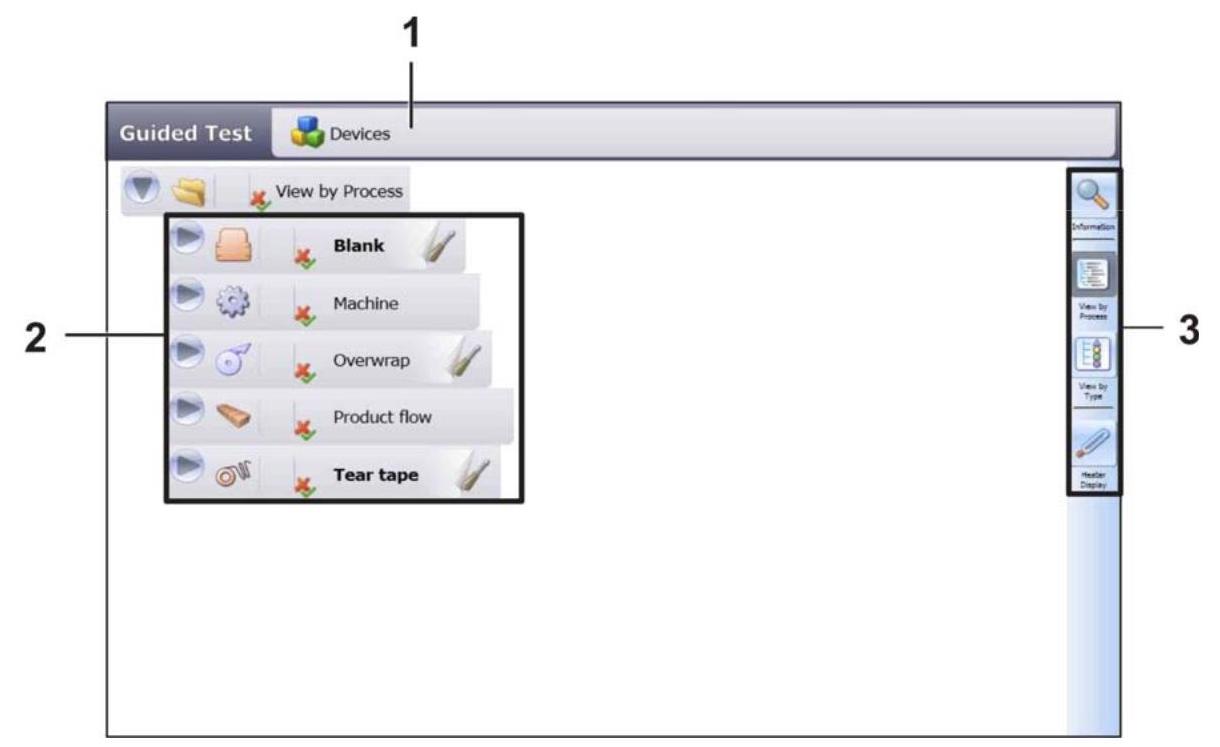 1
Guided Test
Devices
View by Process
Blank
Machine
Overwrap
Product flow
Tear tape
2
Information
View by
Process
View by
Type
Heater
Display
3